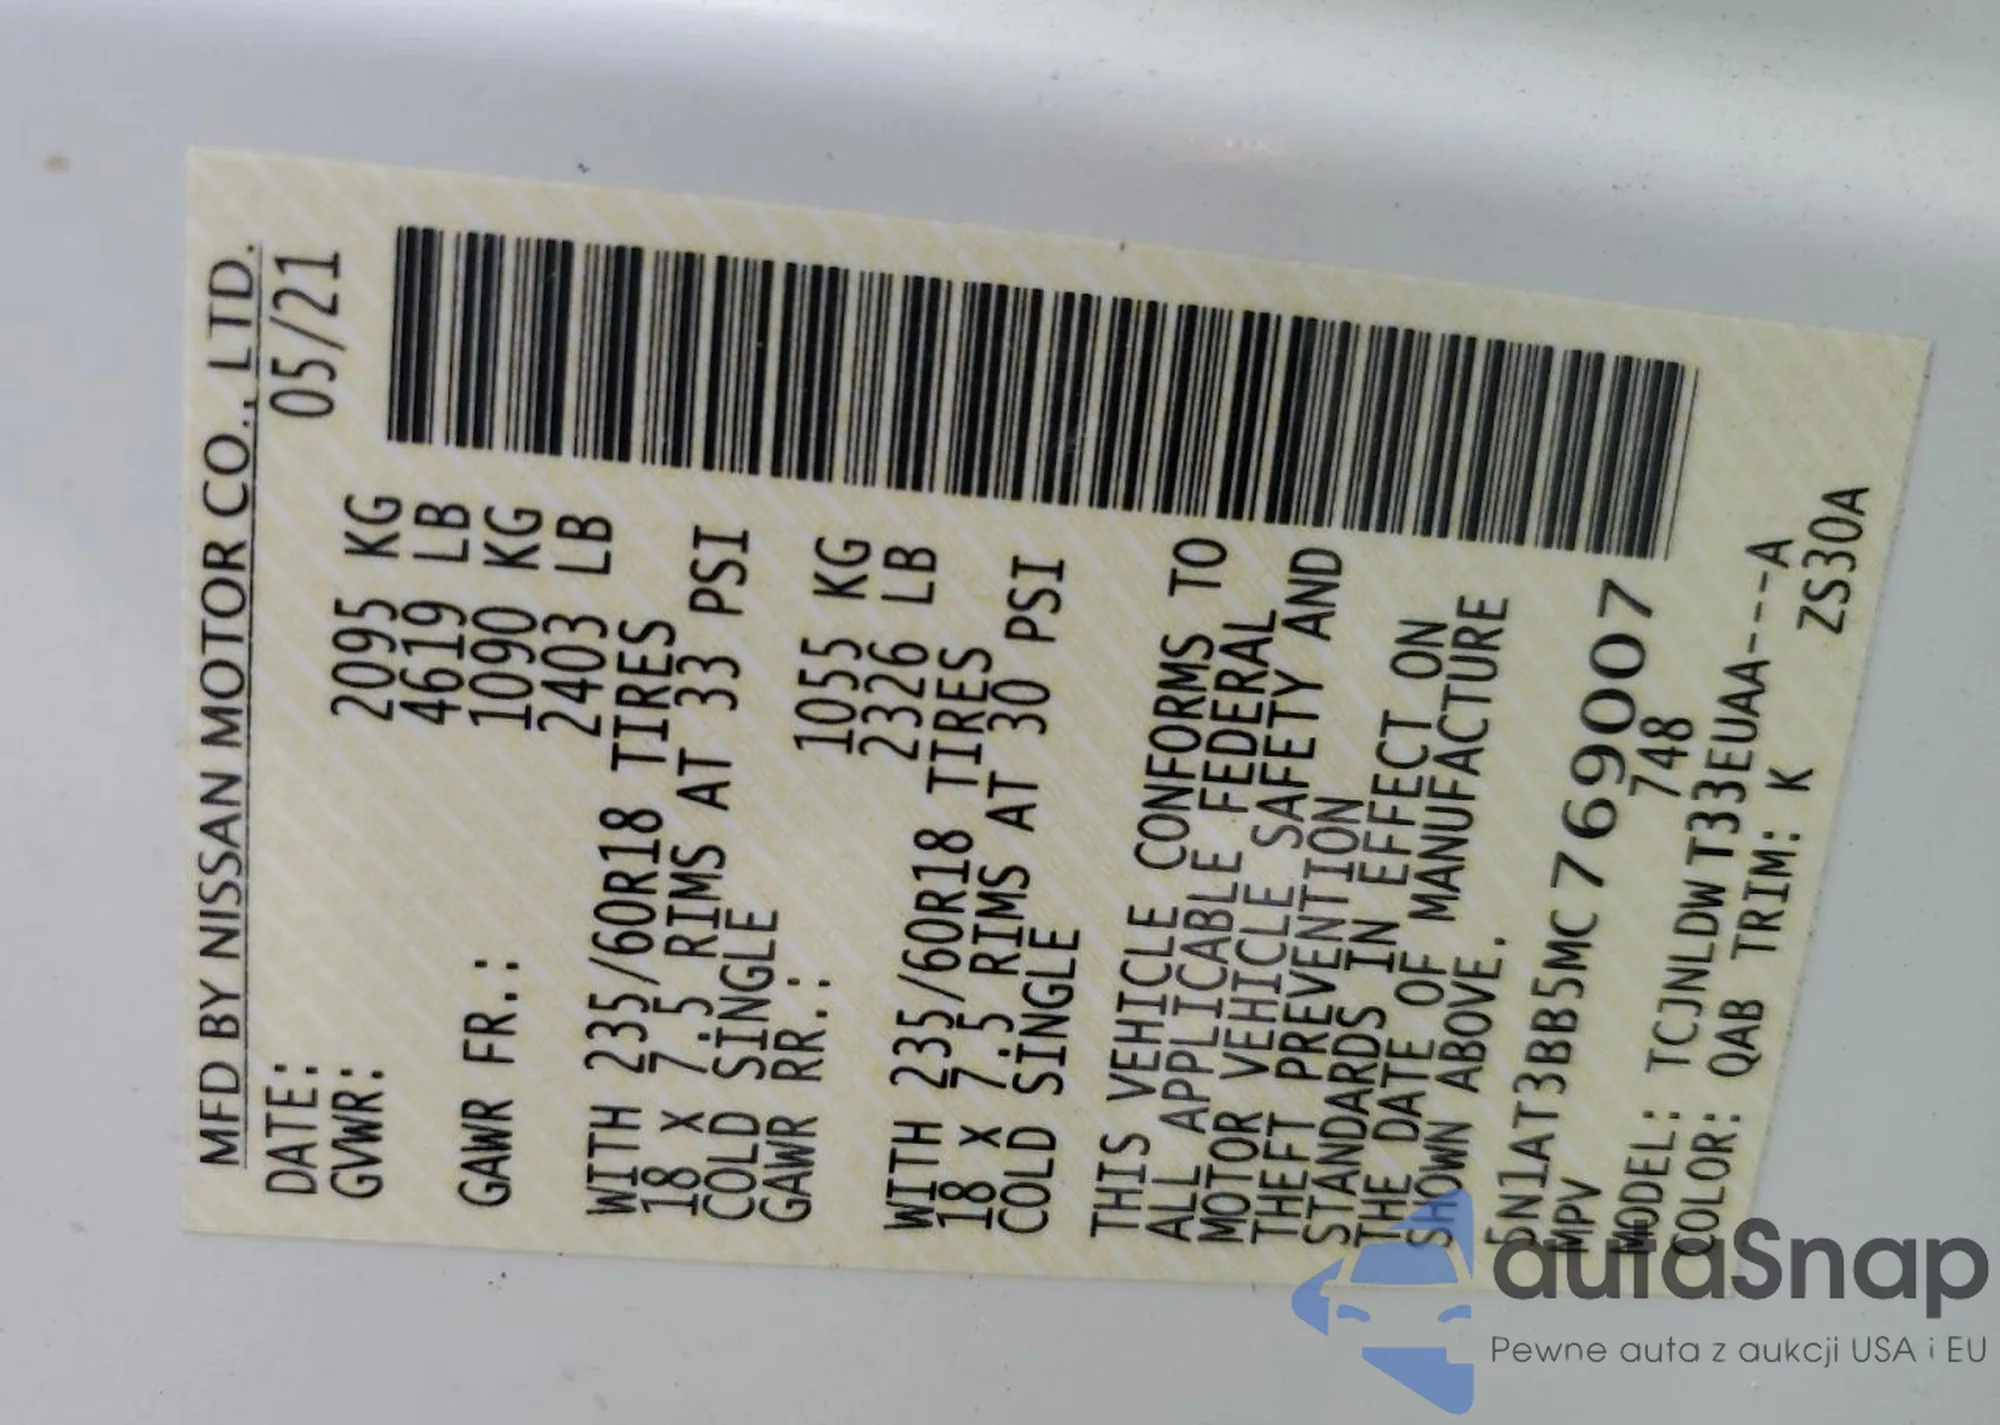 MFD BY NISSAN MOTOR CO., LTD.
DATE: 05/21
GVWR: 2095 KG
4619 LB
GAWR FR.: 1090 KG
2403 LB
WITH 235/60R18 TIRES
18 X 7.5 RIMS AT 33 PSI
COLD SINGLE
GAWR RR.: 1055 KG
2326 LB
WITH 235/60R18 TIRES
18 X 7.5 RIMS AT 30 PSI
COLD SINGLE
THIS VEHICLE CONFORMS TO
ALL APPLICABLE FEDERAL
MOTOR VEHICLE SAFETY AND
THEFT PREVENTION
STANDARDS IN EFFECT ON
THE DATE OF MANUFACTURE
SHOWN ABOVE.
5N1AT3BB5MC769007
MPV 748
MODEL: TCJNLDWT33EUAA---A
COLOR: QAB TRIM: K ZS30A
autaSnap
Pewne auta z aukcji USA i EU